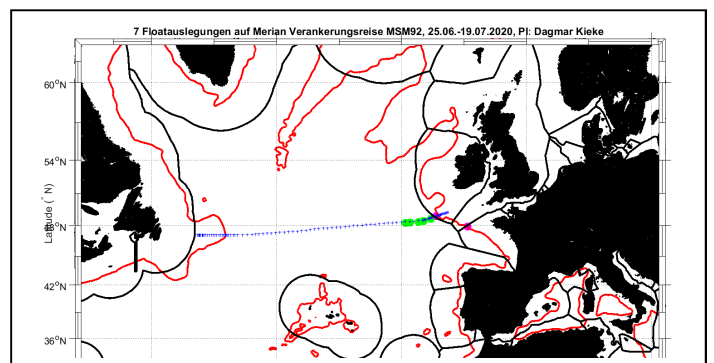 7 Floatauslegungen auf Merian Verankerungsreise MSM92, 25.06.-19.07.2020, PI: Dagmar Kieke
60°N
54°N
48°N
42°N
36°N
Latitude (° N)